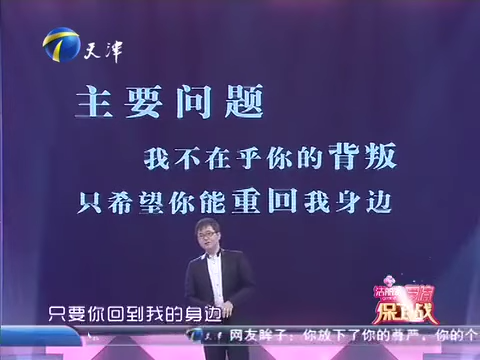 天津
主要问题
我不在乎你的背叛
只希望你能重回我身边
爱情
保卫战
只要你回到我的身边
网友眸子：你放下了你的尊严，你的个